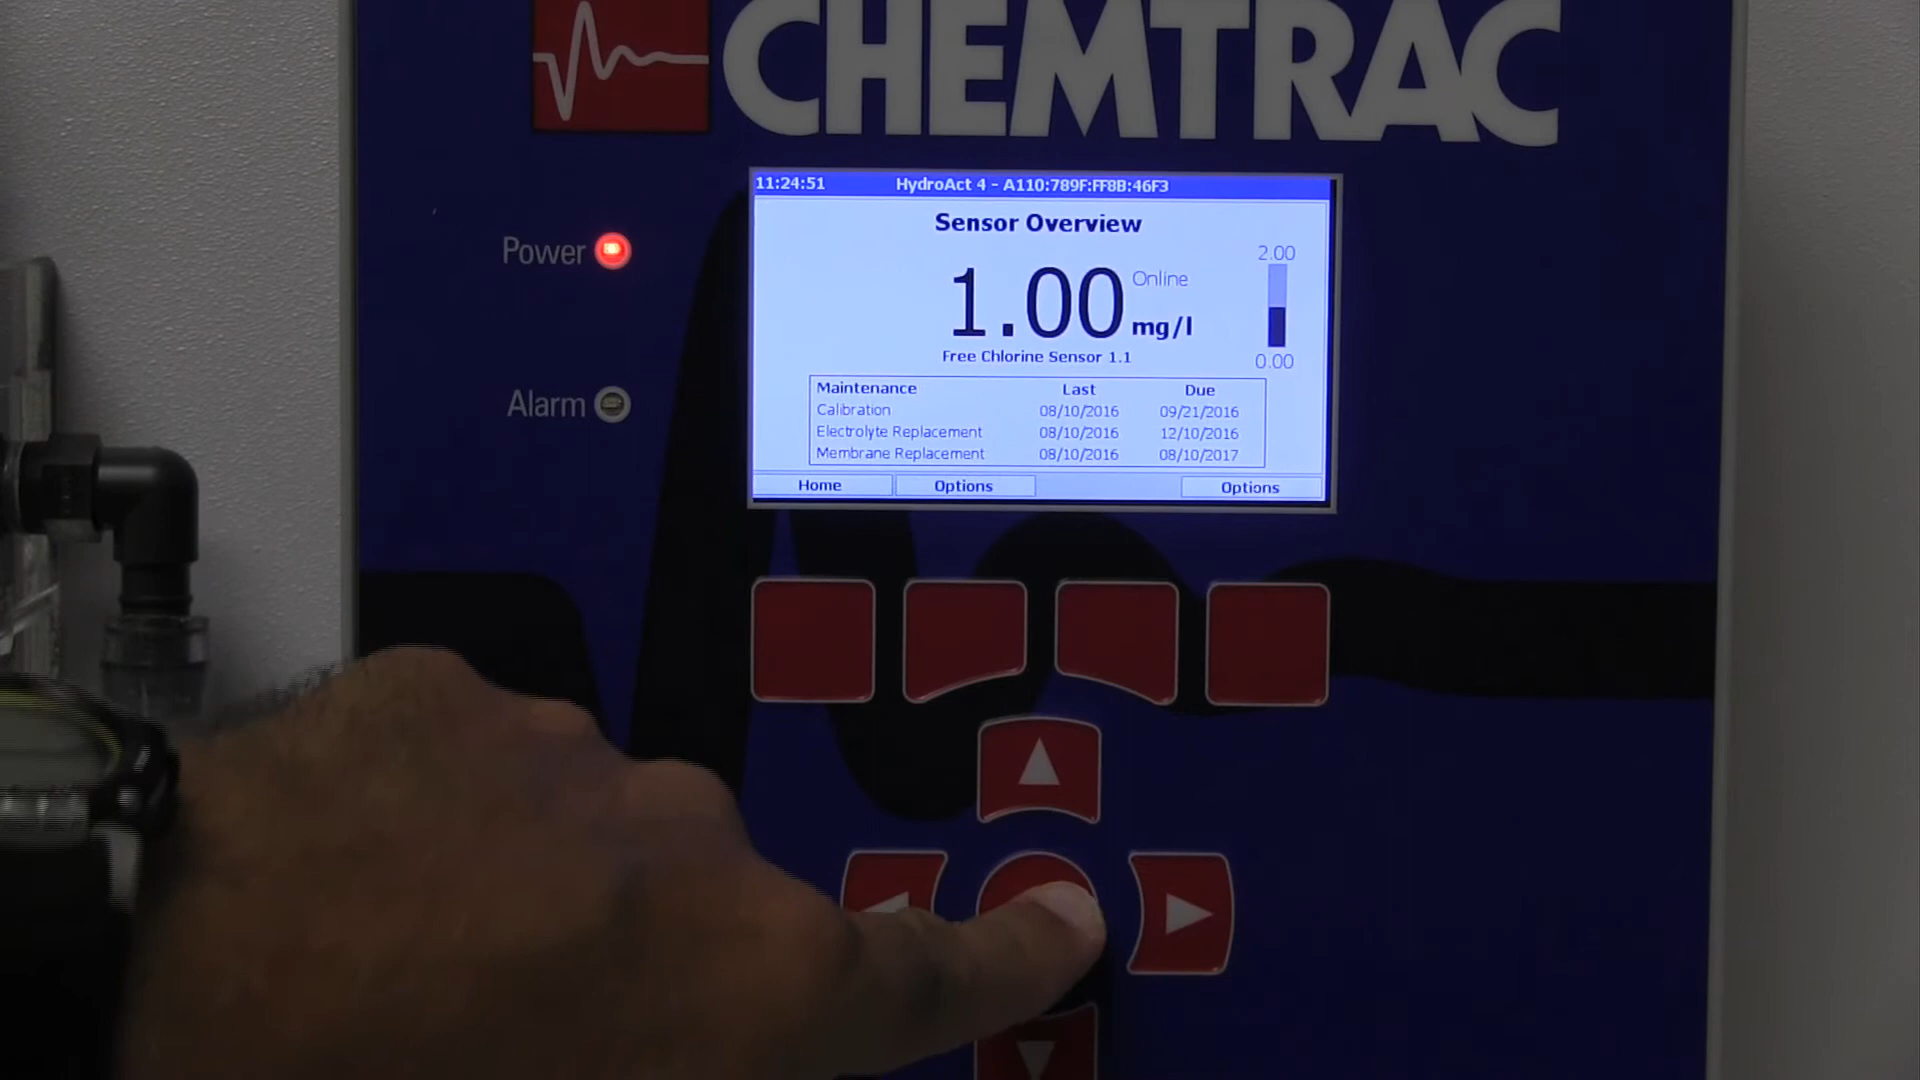 CHEMTRAC
11:24:51 HydroAct 4 - A110:789F:FF8B:46F3
Sensor Overview
Power
2.00
1.00 Online
mg/l
Free Chlorine Sensor 1.1
0.00
Maintenance Last Due
Alarm
Calibration 08/10/2016 09/21/2016
Electrolyte Replacement 08/10/2016 12/10/2016
Membrane Replacement 08/10/2016 08/10/2017
Home Options Options